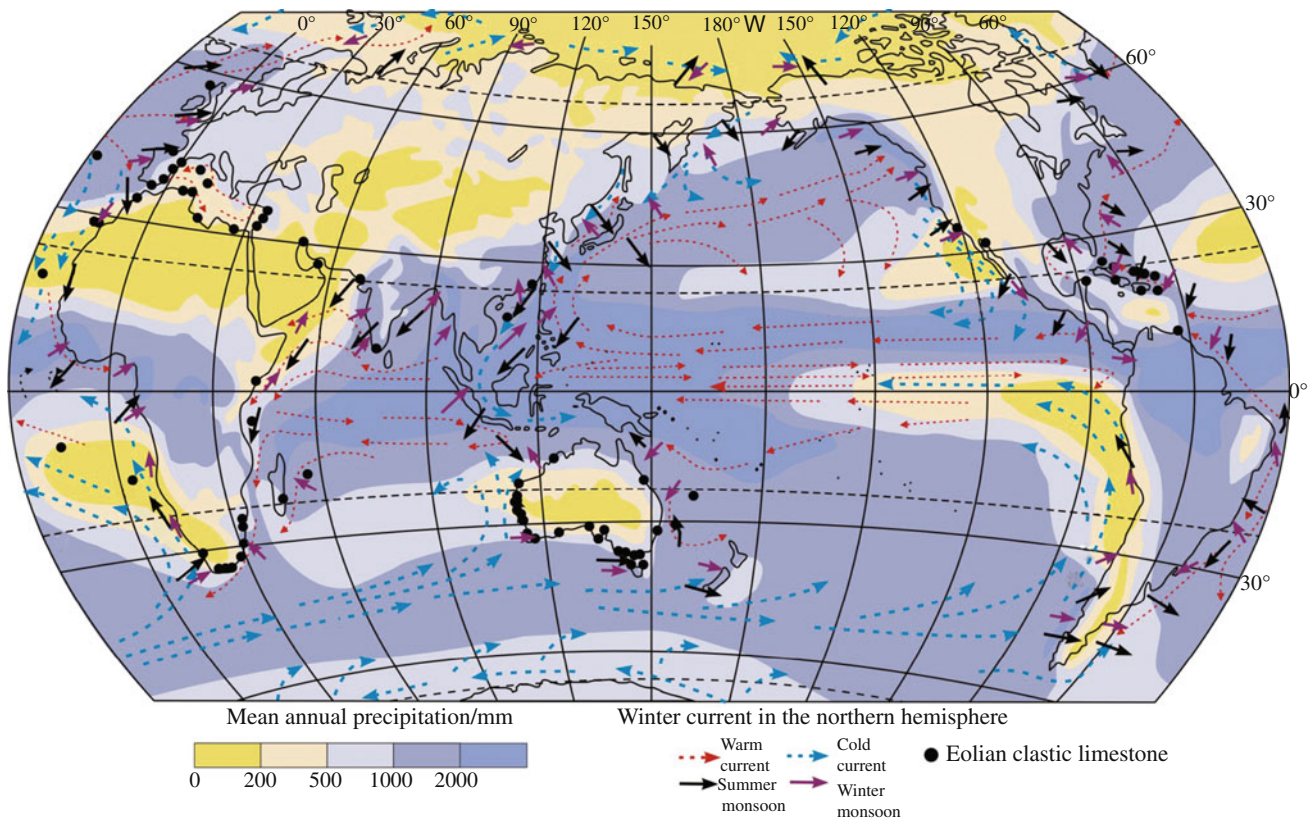 0° 30° 60° 90° 120° 150° 180° W 150° 120° 90° 60°
60°
30°
0°
30°
Mean annual precipitation/mm
0 200 500 1000 2000
Winter current in the northern hemisphere
Warm current
Cold current
Eolian clastic limestone
Summer monsoon
Winter monsoon